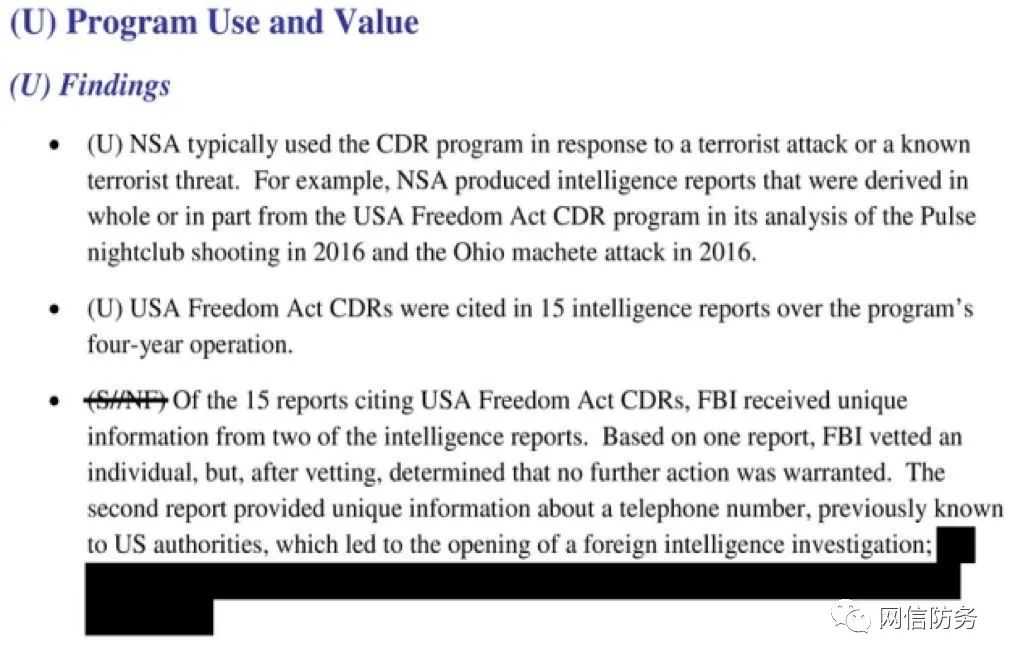 (U) Program Use and Value
(U) Findings
• (U) NSA typically used the CDR program in response to a terrorist attack or a known
terrorist threat. For example, NSA produced intelligence reports that were derived in
whole or in part from the USA Freedom Act CDR program in its analysis of the Pulse
nightclub shooting in 2016 and the Ohio machete attack in 2016.
• (U) USA Freedom Act CDRs were cited in 15 intelligence reports over the program’s
four-year operation.
• (S//NF) Of the 15 reports citing USA Freedom Act CDRs, FBI received unique
information from two of the intelligence reports. Based on one report, FBI vetted an
individual, but, after vetting, determined that no further action was warranted. The
second report provided unique information about a telephone number, previously known
to US authorities, which led to the opening of a foreign intelligence investigation;
网信防务